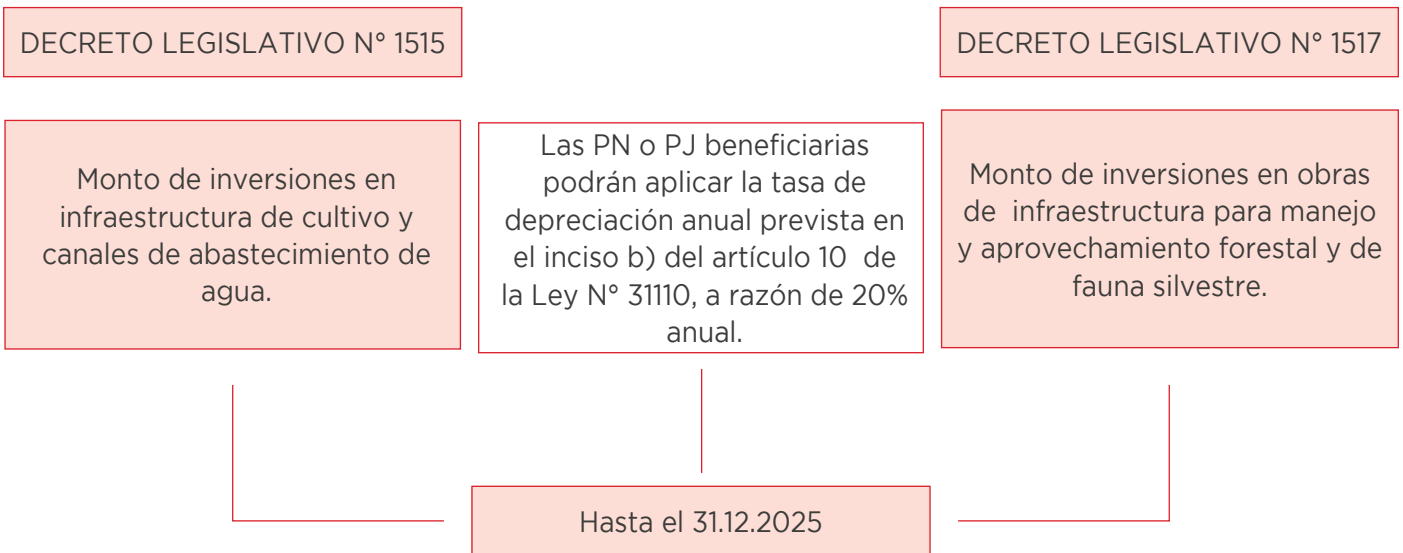 DECRETO LEGISLATIVO N° 1515
DECRETO LEGISLATIVO N° 1517
Monto de inversiones en
infraestructura de cultivo y
canales de abastecimiento de
agua.
Las PN o PJ beneficiarias
podrán aplicar la tasa de
depreciación anual prevista en
el inciso b) del artículo 10 de
la Ley N° 31110, a razón de 20%
anual.
Monto de inversiones en obras
de infraestructura para manejo
y aprovechamiento forestal y de
fauna silvestre.
Hasta el 31.12.2025